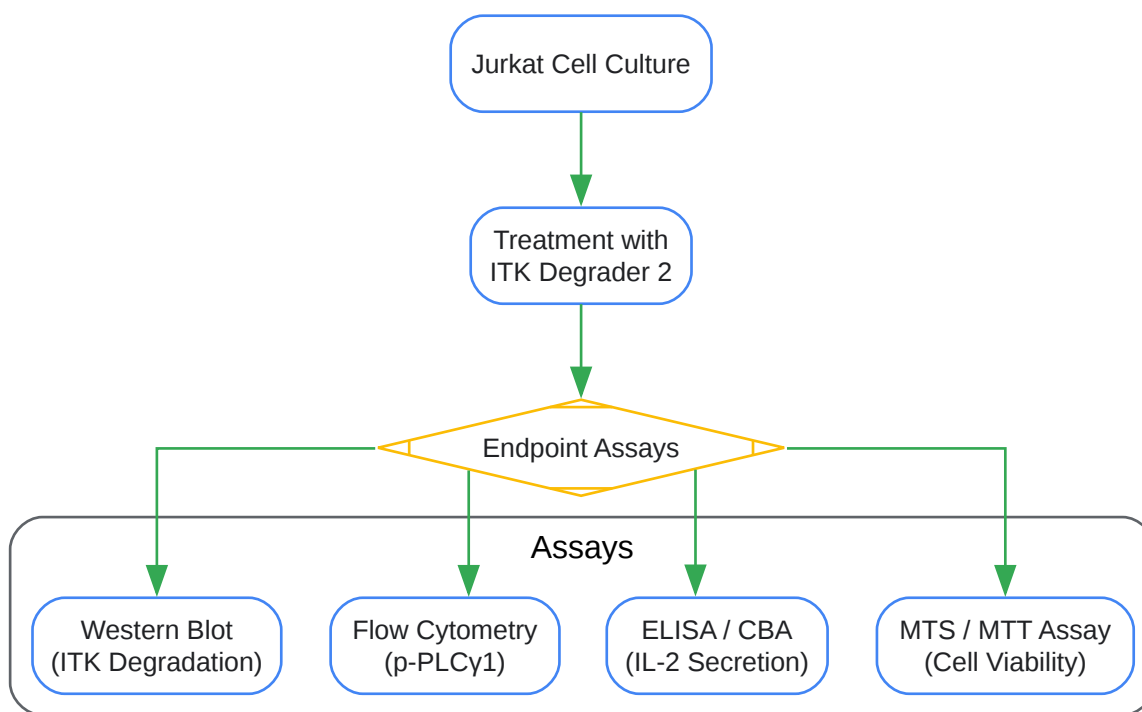 Jurkat Cell Culture
Treatment with
ITK Degrader 2
Endpoint Assays
Assays
Western Blot
(ITK Degradation)
Flow Cytometry
(p-PLCγ1)
ELISA / CBA
(IL-2 Secretion)
MTS / MTT Assay
(Cell Viability)